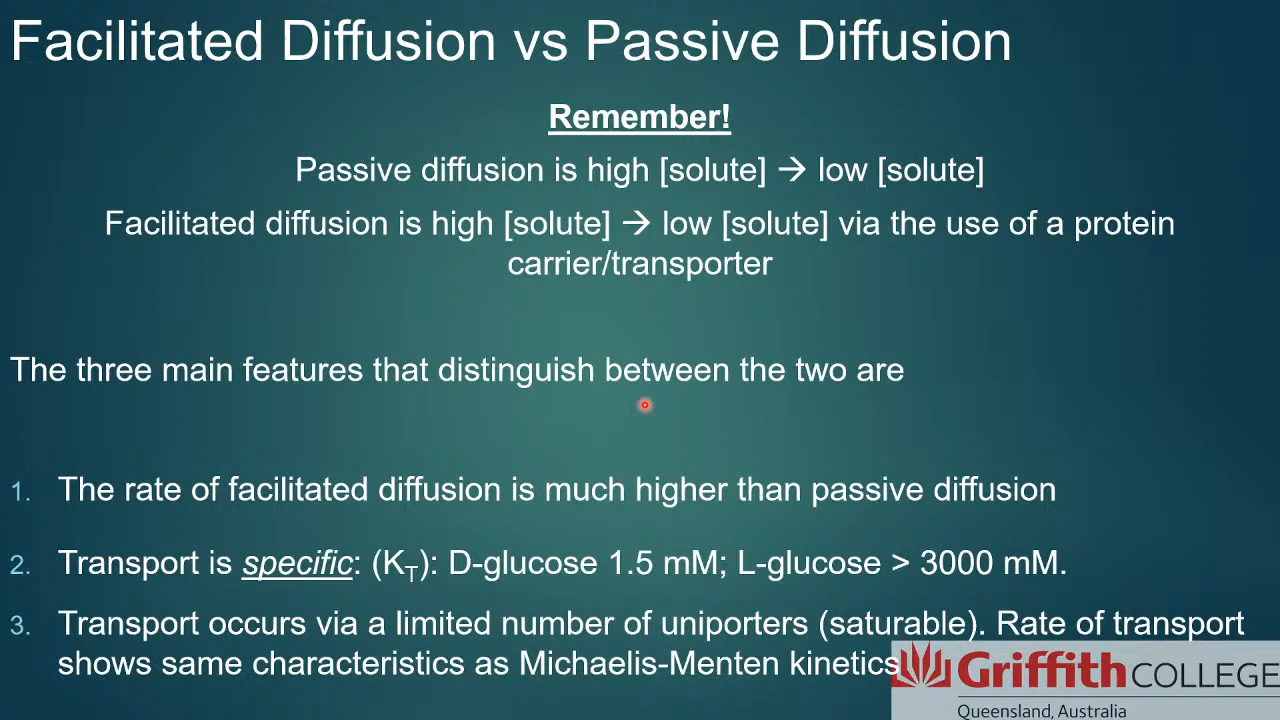 Facilitated Diffusion vs Passive Diffusion
Remember!
Passive diffusion is high [solute] → low [solute]
Facilitated diffusion is high [solute] → low [solute] via the use of a protein
carrier/transporter
The three main features that distinguish between the two are
1. The rate of facilitated diffusion is much higher than passive diffusion
2. Transport is specific: (KT): D-glucose 1.5 mM; L-glucose > 3000 mM.
3. Transport occurs via a limited number of uniporters (saturable). Rate of transport
shows same characteristics as Michaelis-Menten kinetics
Griffith COLLEGE
Queensland, Australia